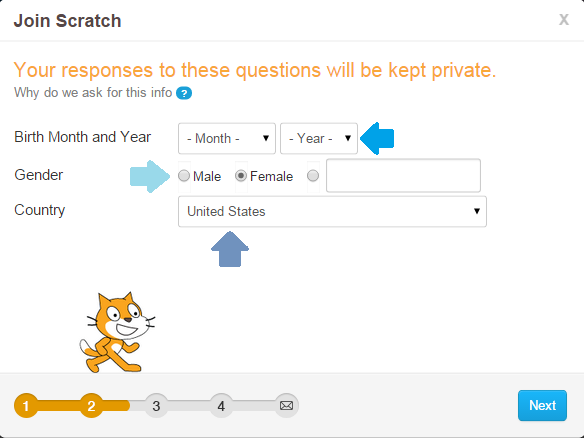 Join Scratch x
Your responses to these questions will be kept private.
Why do we ask for this info ?
Birth Month and Year - Month - - Year -
Gender Male Female
Country United States
1 2 3 4 Next